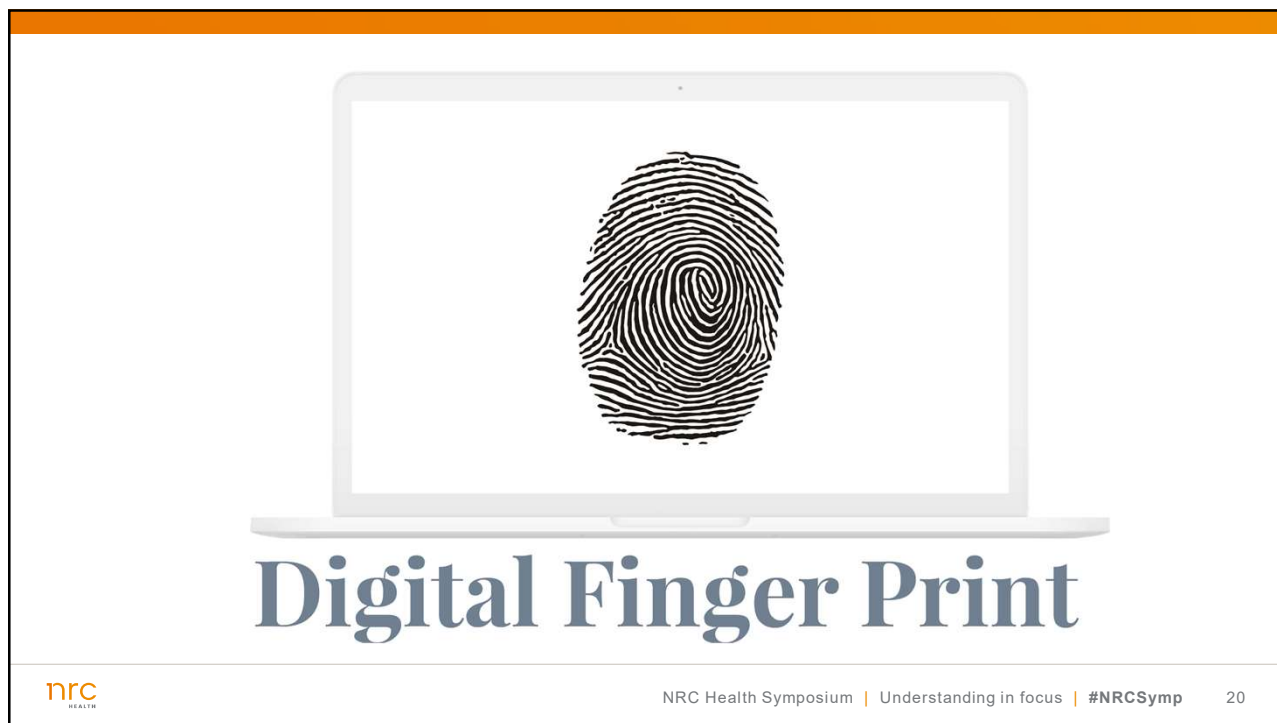 Digital Finger Print
nrc
HEALTH
NRC Health Symposium | Understanding in focus | #NRCSymp 20